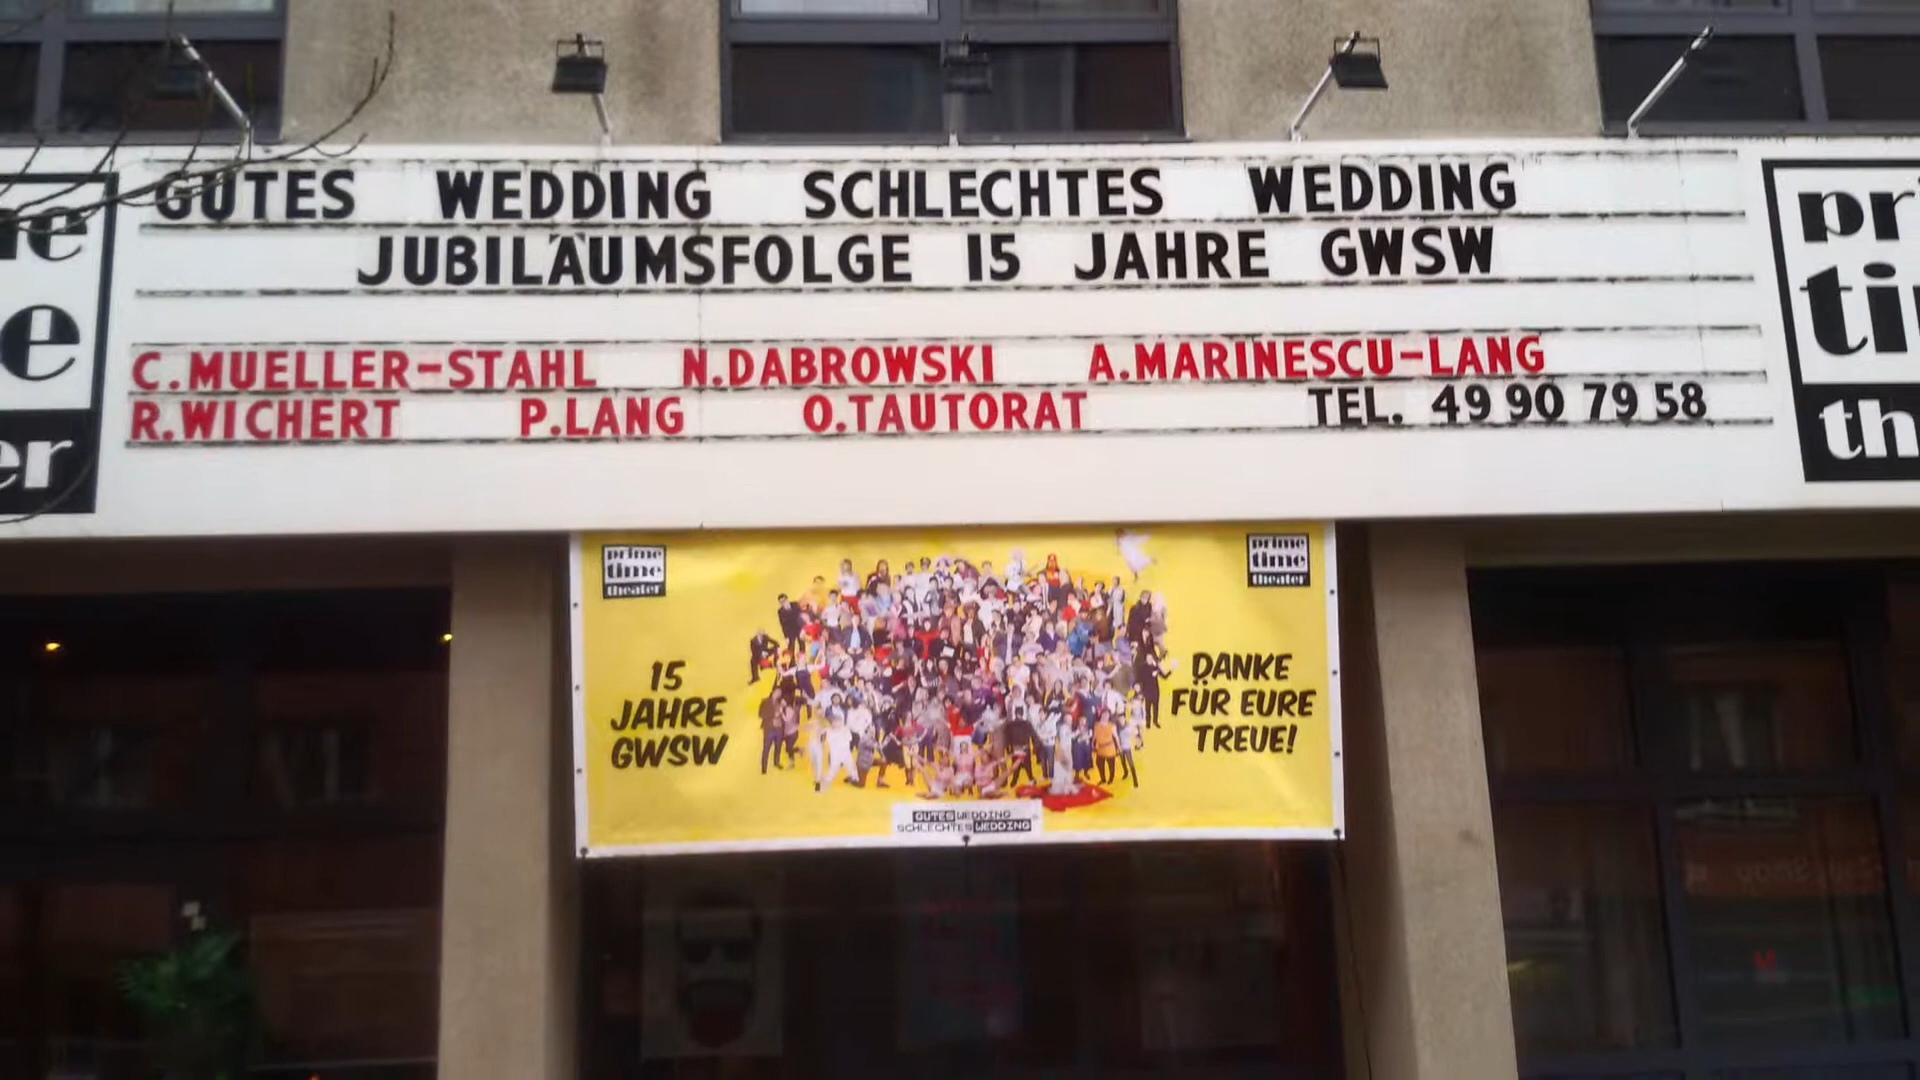 GUTES WEDDING SCHLECHTES WEDDING
JUBILÄUMSFOLGE 15 JAHRE GWSW
C.MUELLER-STAHL N.DABROWSKI A.MARINESCU-LANG
R.WICHERT P.LANG O.TAUTORAT TEL. 49 90 79 58
prime
time
theater
prime
time
theater
15
JAHRE
GWSW
DANKE
FÜR EURE
TREUE!
GUTES WEDDING
SCHLECHTES WEDDING